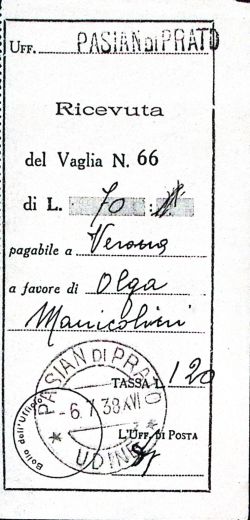 UFF. PASIAN DI PRATO
Ricevuta
del Vaglia N. 66
di L. 70
pagabile a Verona
a favore di Olga
TASSA L. 1,20
PASIAN DI PRATO
-6.7.38 XVI
UDINE
Bollo dell'Ufficio
L'UFF. DI POSTA